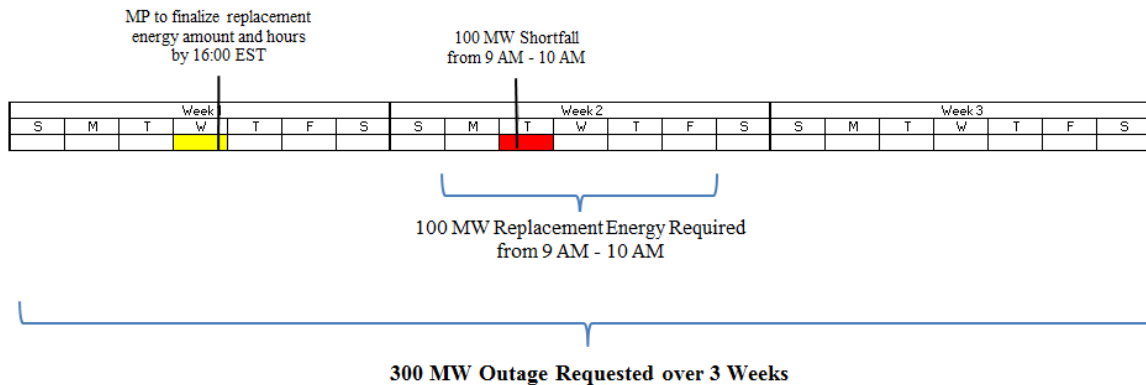 MP to finalize replacement
energy amount and hours
by 16:00 EST
100 MW Shortfall
from 9 AM - 10 AM
Week 1 Week 2 Week 3
S M T W T F S S M T W T F S S M T W T F S
100 MW Replacement Energy Required
from 9 AM - 10 AM
300 MW Outage Requested over 3 Weeks